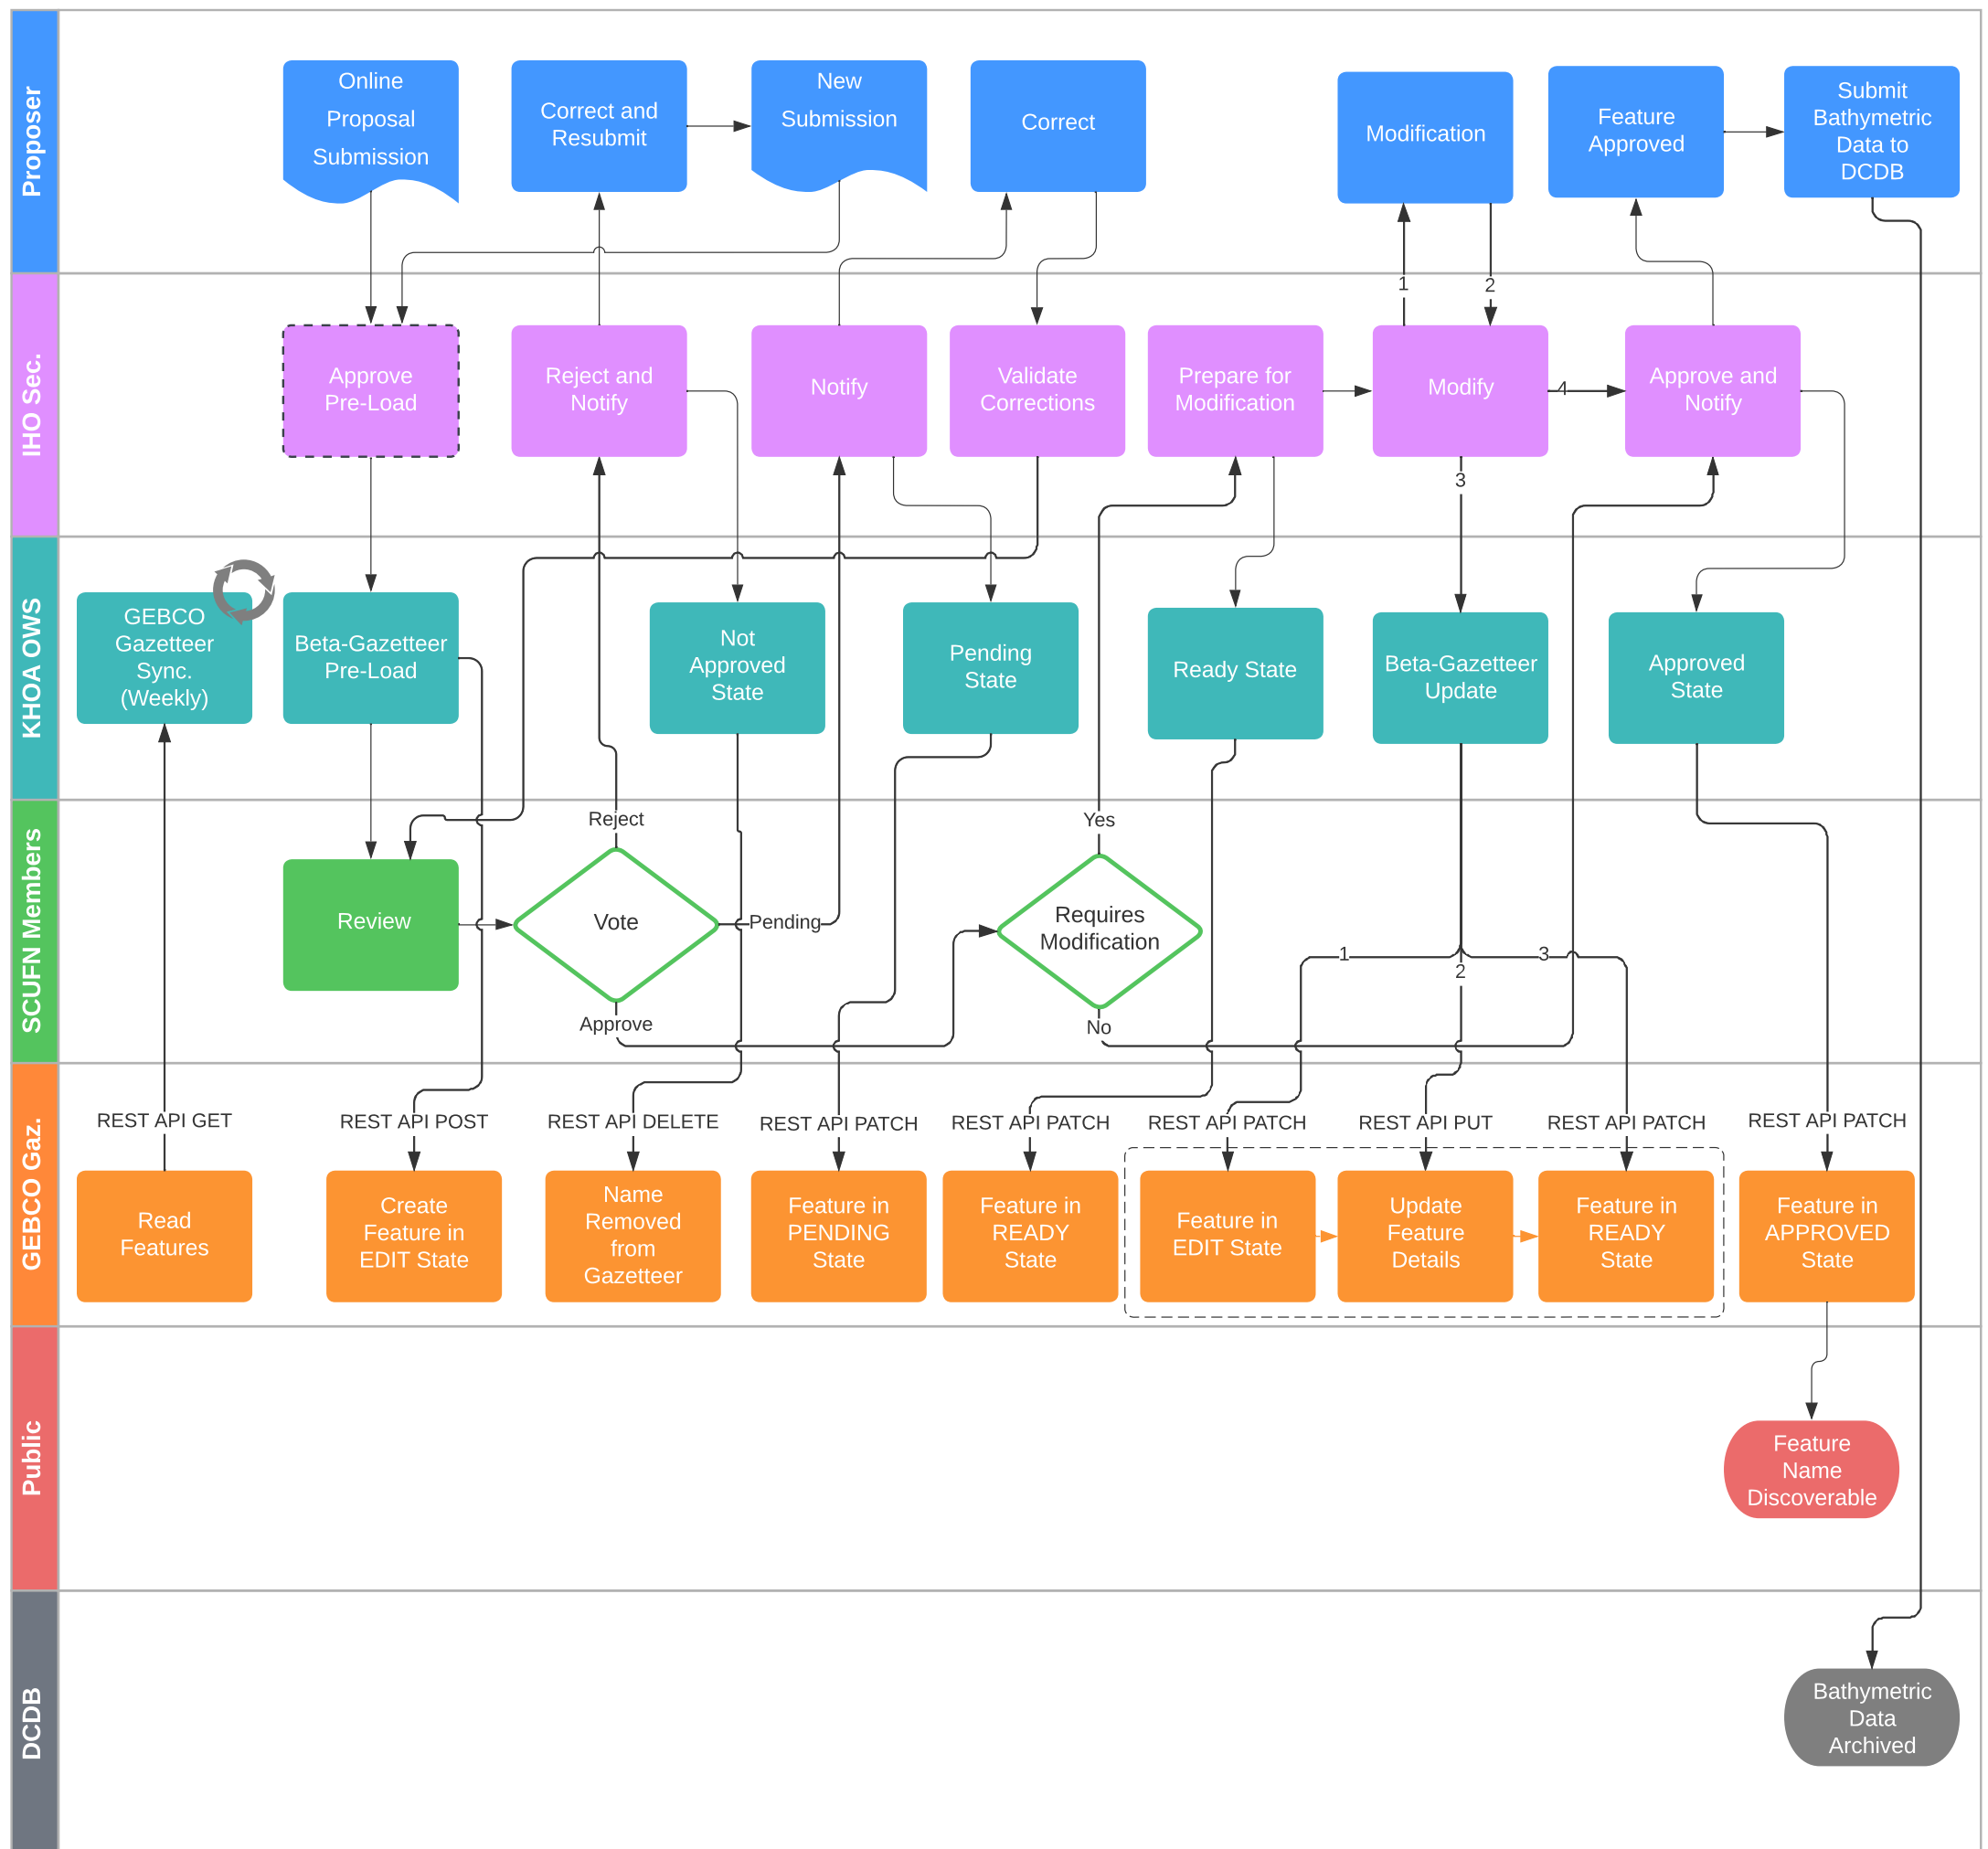 Proposer
Online
Proposal
Submission
Correct and
Resubmit
New
Submission
Correct
Modification
Feature
Approved
Submit
Bathymetric
Data to
DCDB
1
2
IHO Sec.
Approve
Pre-Load
Reject and
Notify
Notify
Validate
Corrections
Prepare for
Modification
Modify
4
Approve and
Notify
3
KHOA OWS
GEBCO
Gazetteer
Sync.
(Weekly)
Beta-Gazetteer
Pre-Load
Not
Approved
State
Pending
State
Ready State
Beta-Gazetteer
Update
Approved
State
SCUFN Members
Reject
Yes
Review
Vote
Pending
Requires
Modification
1
2
3
Approve
No
GEBCO Gaz.
REST API GET
REST API POST
REST API DELETE
REST API PATCH
REST API PATCH
REST API PATCH
REST API PUT
REST API PATCH
REST API PATCH
Read
Features
Create
Feature in
EDIT State
Name
Removed
from
Gazetteer
Feature in
PENDING
State
Feature in
READY
State
Feature in
EDIT State
Update
Feature
Details
Feature in
READY
State
Feature in
APPROVED
State
Public
Feature
Name
Discoverable
DCDB
Bathymetric
Data
Archived